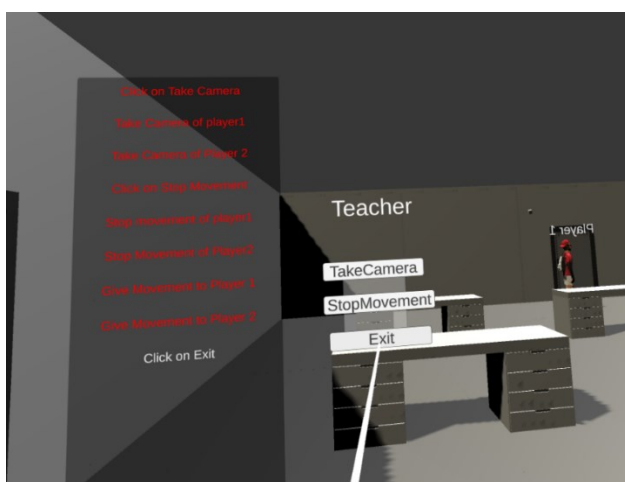 Click on Take Camera
Take Camera of player1
Take Camera of Player 2
Click on Stop Movement
Stop movement of player1
Stop Movement of Player2
Give Movement to Player 1
Give Movement to Player 2
Click on Exit
Teacher
TakeCamera
StopMovement
Exit
Player 1